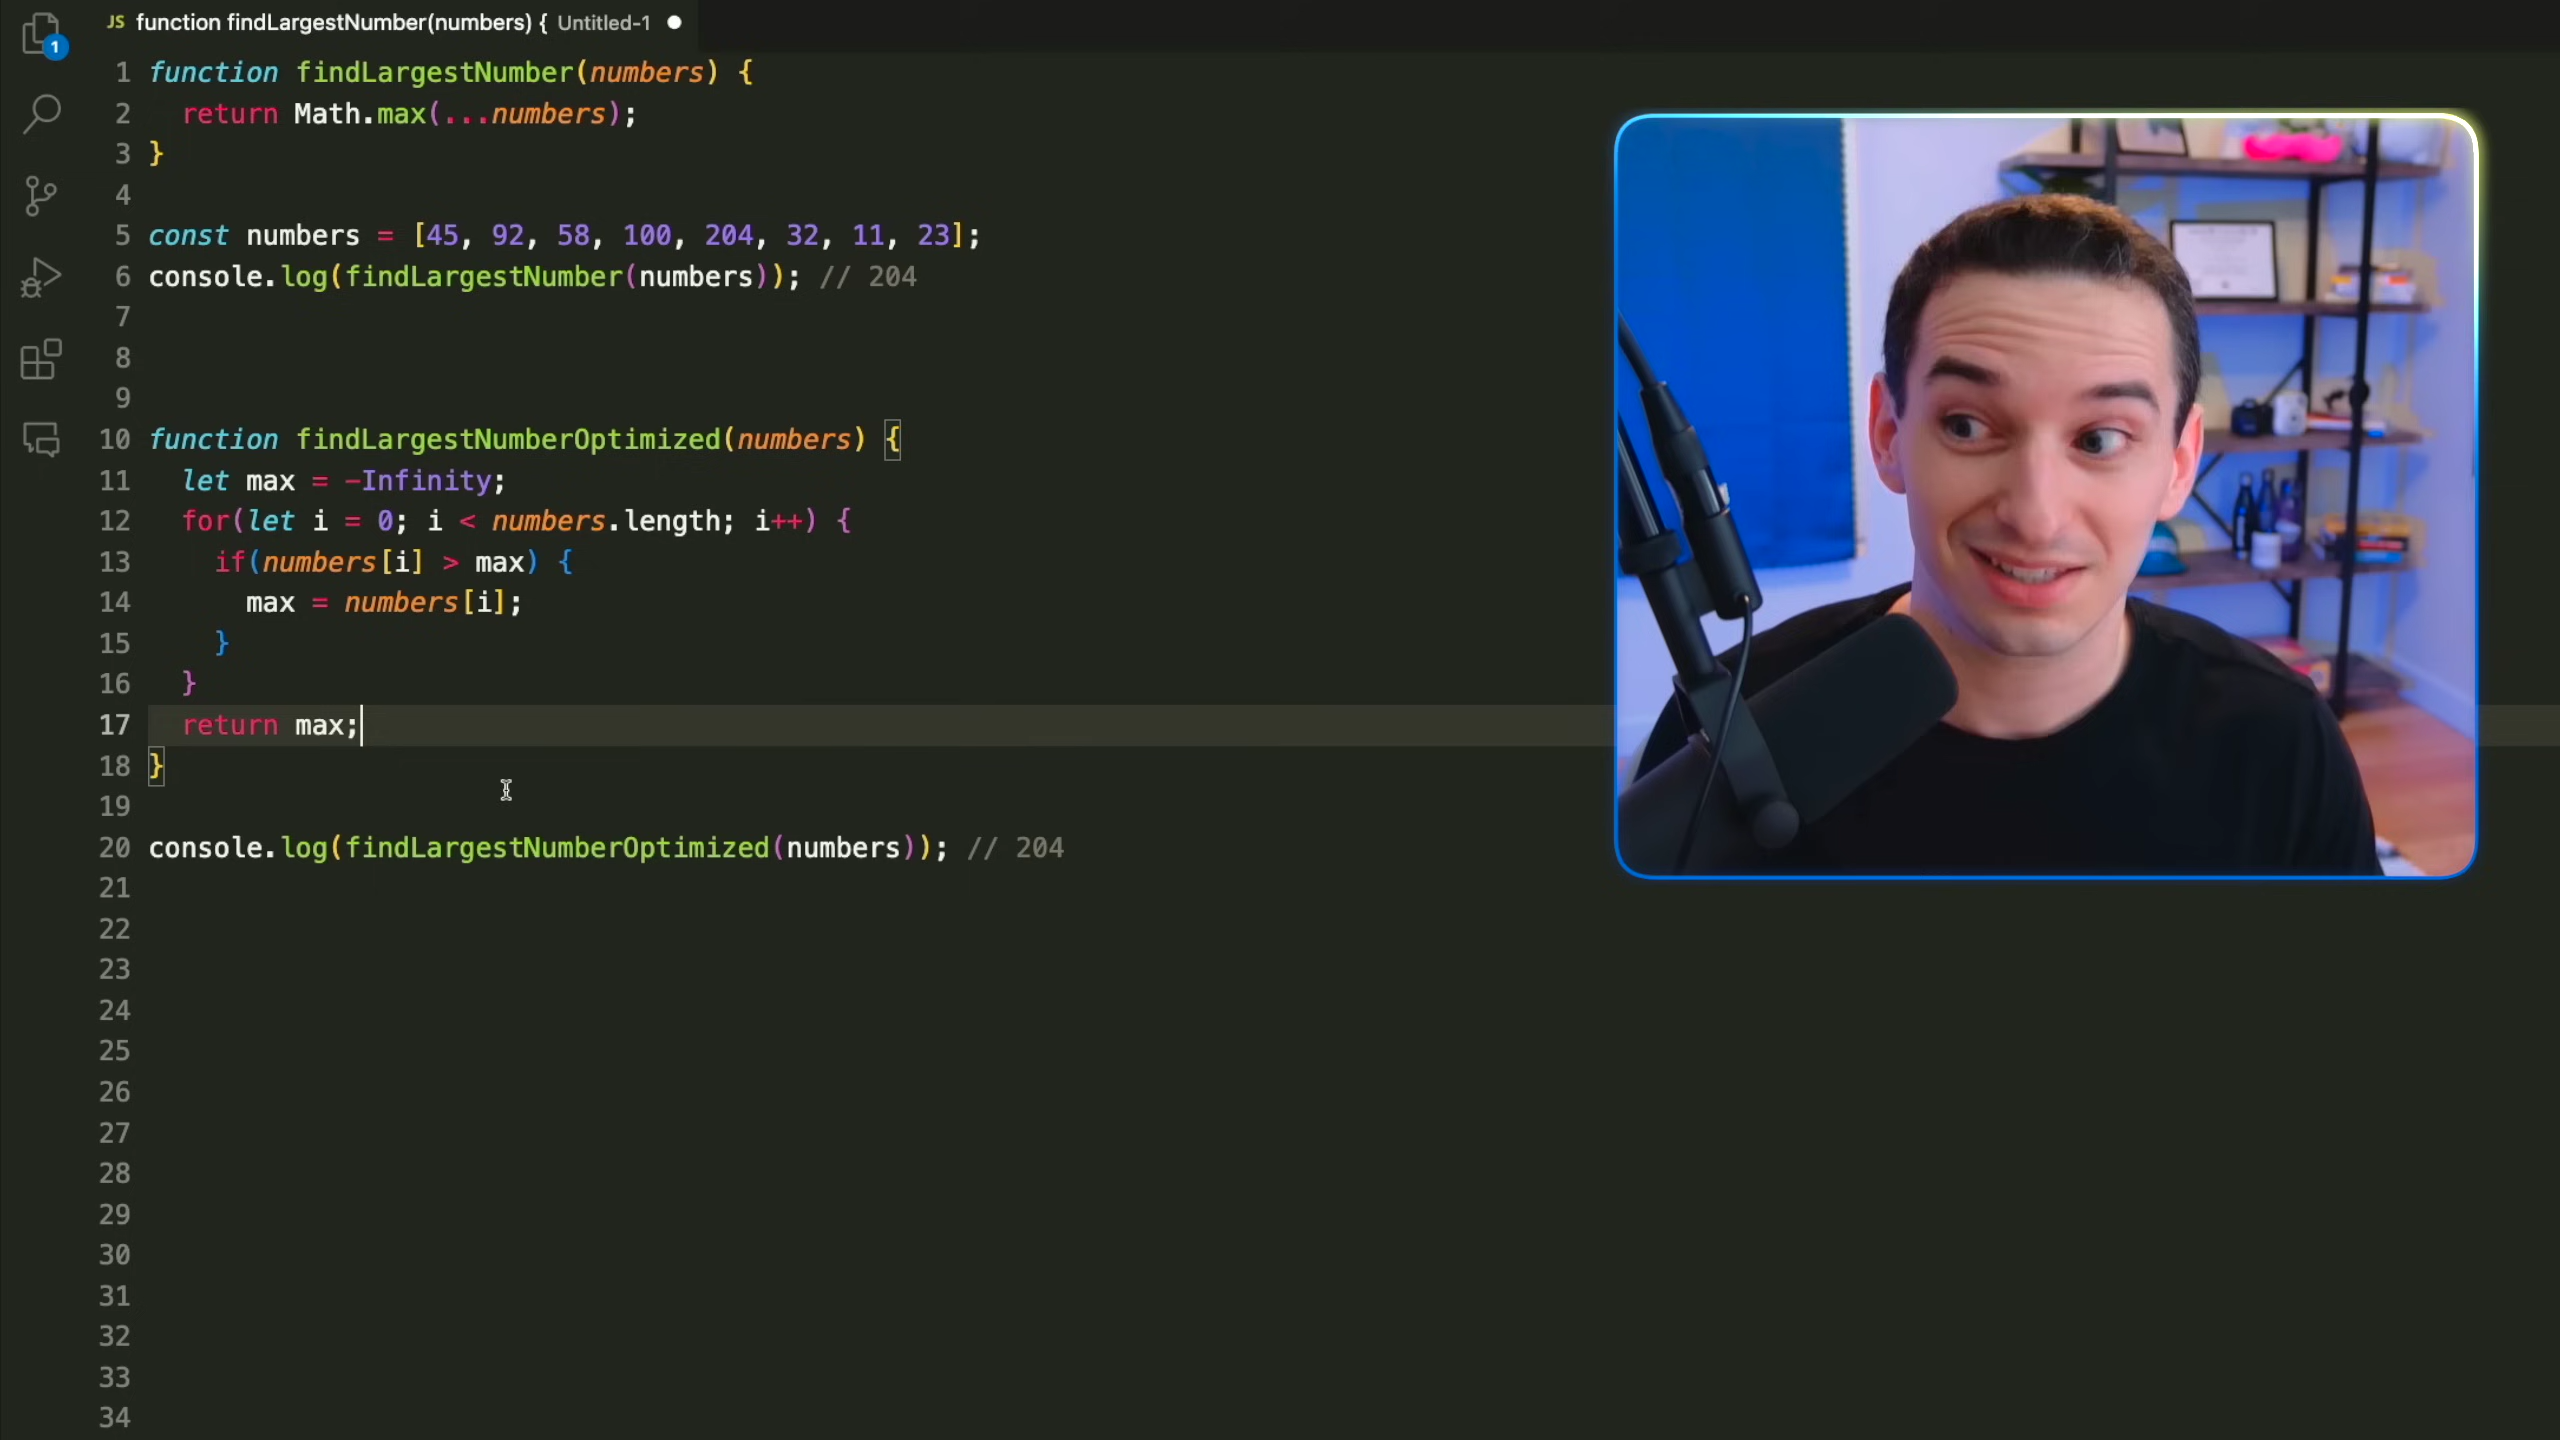 1
JS function findLargestNumber(numbers) { Untitled-1
1 function findLargestNumber(numbers) {
2 return Math.max(...numbers);
3 }
4
5 const numbers = [45, 92, 58, 100, 204, 32, 11, 23];
6 console.log(findLargestNumber(numbers)); // 204
7
8
9
10 function findLargestNumberOptimized(numbers) {
11 let max = -Infinity;
12 for(let i = 0; i < numbers.length; i++) {
13 if(numbers[i] > max) {
14 max = numbers[i];
15 }
16 }
17 return max;
18 }
19
20 console.log(findLargestNumberOptimized(numbers)); // 204
21
22
23
24
25
26
27
28
29
30
31
32
33
34